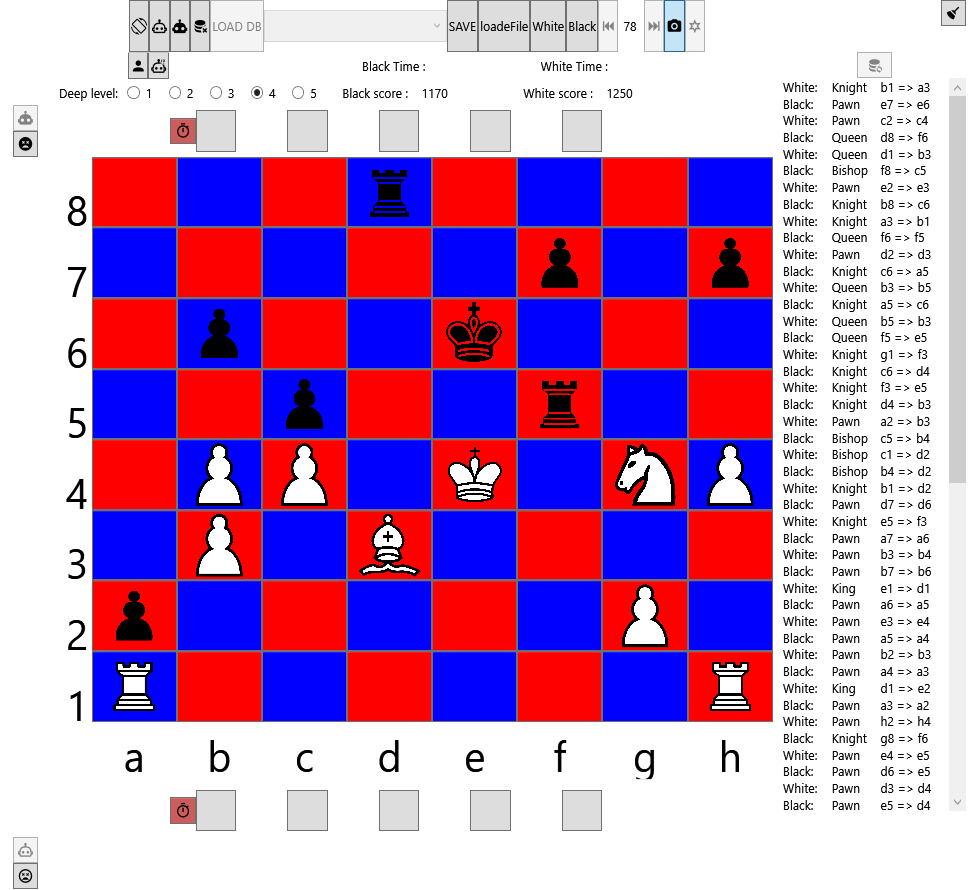 LOAD DB SAVE loadeFile White Black 78
Black Time : White Time :
Deep level: 1 2 3 4 5 Black score : 1170 White score : 1250
8
7
6
5
4
3
2
1
a b c d e f g h
White: Knight b1 => a3
Black: Pawn e7 => e6
White: Pawn c2 => c4
Black: Queen d8 => f6
White: Queen d1 => b3
Black: Bishop f8 => c5
White: Pawn e2 => e3
Black: Knight b8 => c6
White: Knight a3 => b1
Black: Queen f6 => f5
White: Pawn d2 => d3
Black: Knight c6 => a5
White: Queen b3 => b5
Black: Knight a5 => c6
White: Queen b5 => b3
Black: Queen f5 => e5
White: Knight g1 => f3
Black: Knight c6 => d4
White: Knight f3 => e5
Black: Knight d4 => b3
White: Pawn a2 => b3
Black: Bishop c5 => b4
White: Bishop c1 => d2
Black: Bishop b4 => d2
White: Knight b1 => d2
Black: Pawn d7 => d6
White: Knight e5 => f3
Black: Pawn a7 => a6
White: Pawn b3 => b4
Black: Pawn b7 => b6
White: King e1 => d1
Black: Pawn a6 => a5
White: Pawn e3 => e4
Black: Pawn a5 => a4
White: Pawn b2 => b3
Black: Pawn a4 => a3
White: King d1 => e2
Black: Pawn a3 => a2
White: Pawn h2 => h4
Black: Knight g8 => f6
White: Pawn e4 => e5
Black: Pawn d6 => e5
White: Pawn d3 => d4
Black: Pawn e5 => d4